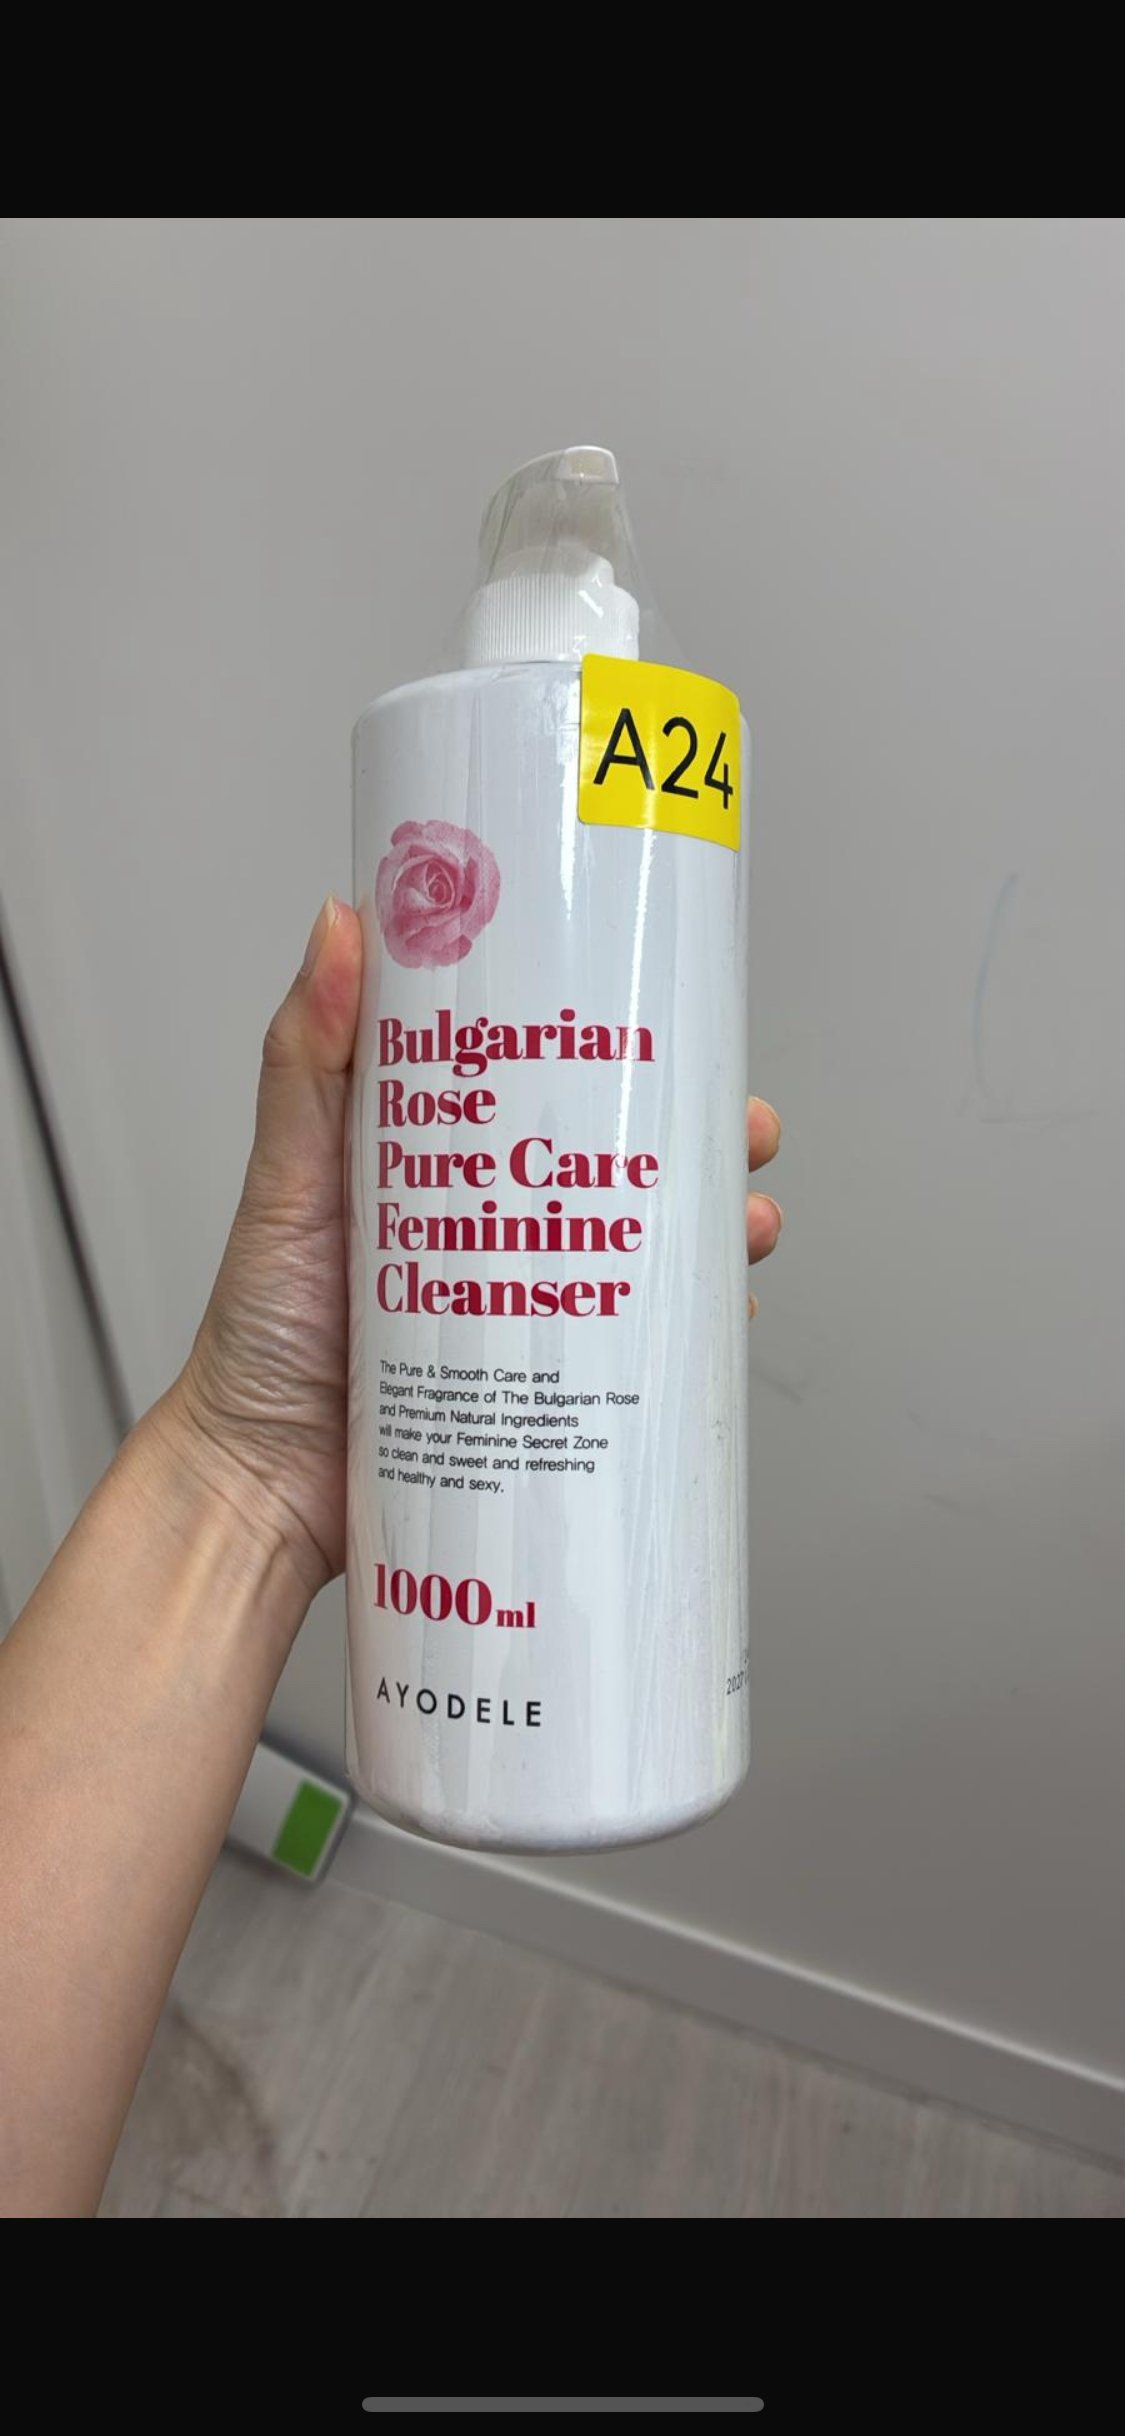 A24
Bulgarian
Rose
Pure Care
Feminine
Cleanser
The Pure & Smooth Care and
Elegant Fragrance of The Bulgarian Rose
and Premium Natural Ingredients
will make your Feminine Secret Zone
so clean and sweet and refreshing
and healthy and sexy.
1000ml
AYODELE